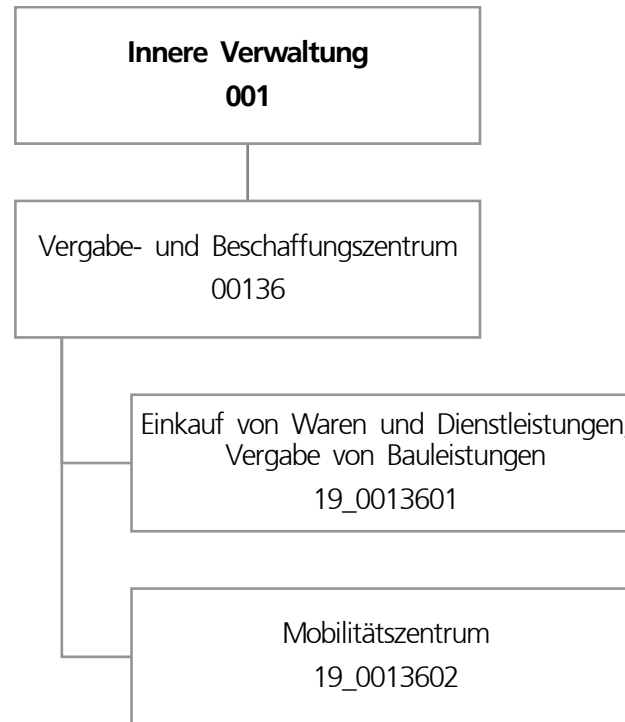 Innere Verwaltung
001
Vergabe- und Beschaffungszentrum
00136
Einkauf von Waren und Dienstleistungen,
Vergabe von Bauleistungen
19_0013601
Mobilitätszentrum
19_0013602